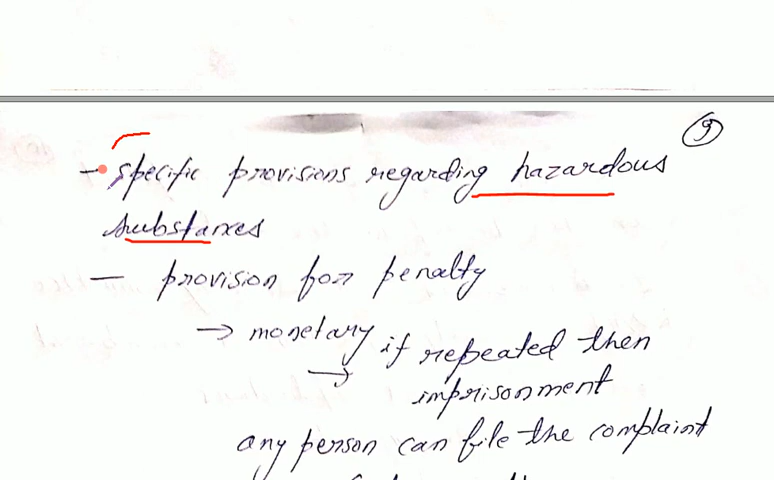 9
— specific provisions regarding hazardous
substances
— provision for penalty
→ monetary
→ if repeated then
imprisonment
any person can file the complaint